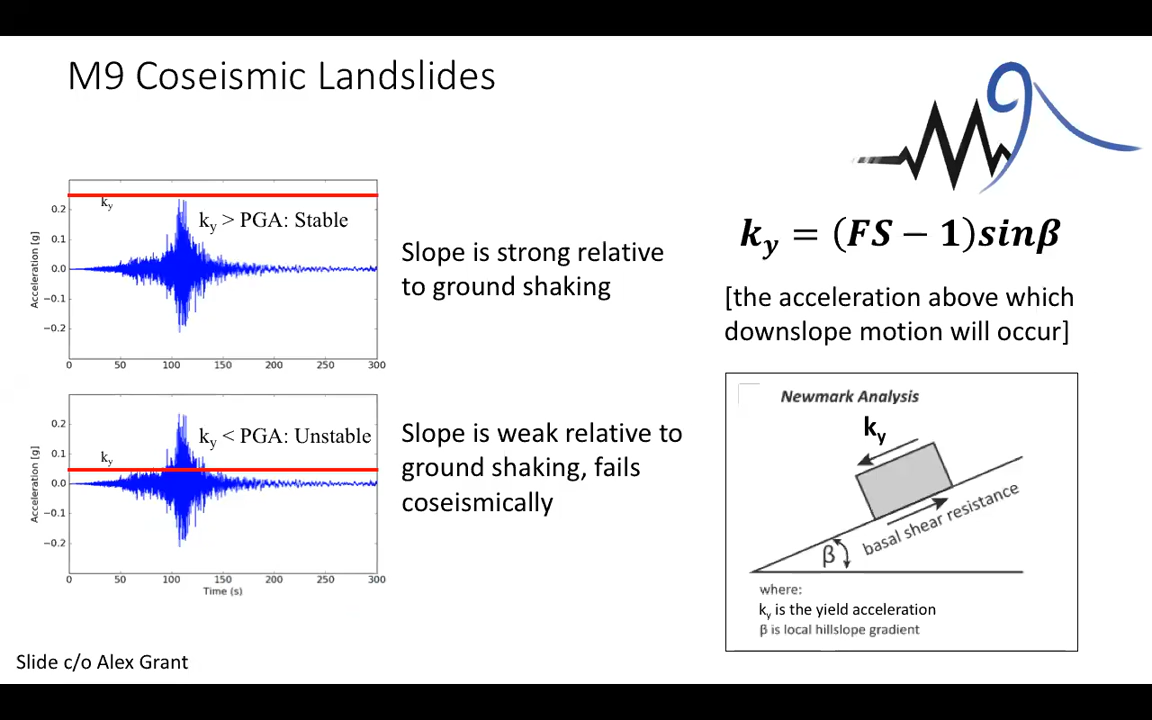 M9 Coseismic Landslides
M9
0.2
0.1
0.0
−0.1
−0.2
Acceleration [g]
ky
ky > PGA: Stable
0 50 100 150 200 250 300
Slope is strong relative
to ground shaking
0.2
0.1
0.0
−0.1
−0.2
Acceleration [g]
ky
ky < PGA: Unstable
0 50 100 150 200 250 300
Time (s)
Slope is weak relative to
ground shaking, fails
coseismically
ky = (FS − 1)sinβ
[the acceleration above which
downslope motion will occur]
Newmark Analysis
ky
basal shear resistance
β
where:
ky is the yield acceleration
β is local hillslope gradient
Slide c/o Alex Grant